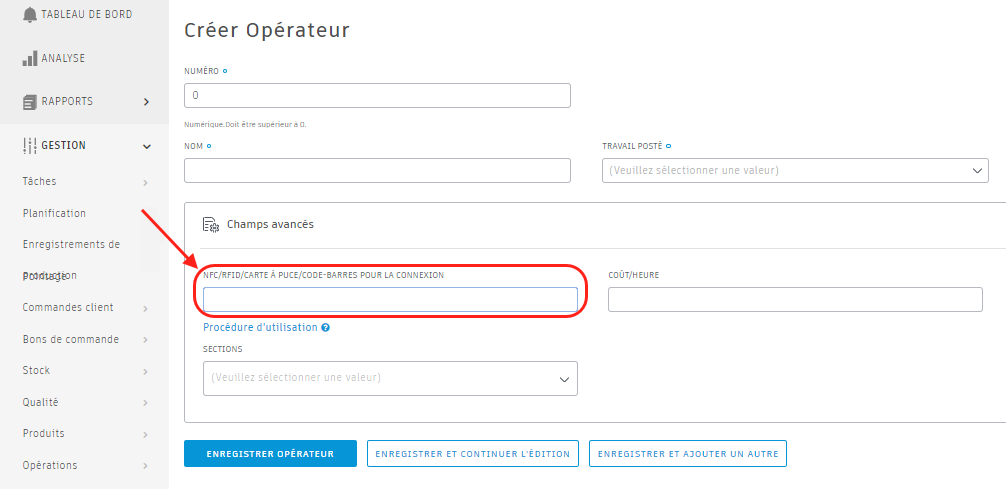 TABLEAU DE BORD
ANALYSE
RAPPORTS
GESTION
Tâches
Planification
Enregistrements de
production
Pointage
Commandes client
Bons de commande
Stock
Qualité
Produits
Opérations
Créer Opérateur
NUMÉRO
0
Numérique.Doit être supérieur à 0.
NOM
TRAVAIL POSTÉ
(Veuillez sélectionner une valeur)
Champs avancés
NFC/RFID/CARTE À PUCE/CODE-BARRES POUR LA CONNEXION
COÛT/HEURE
Procédure d'utilisation ?
SECTIONS
(Veuillez sélectionner une valeur)
ENREGISTRER OPÉRATEUR
ENREGISTRER ET CONTINUER L'ÉDITION
ENREGISTRER ET AJOUTER UN AUTRE